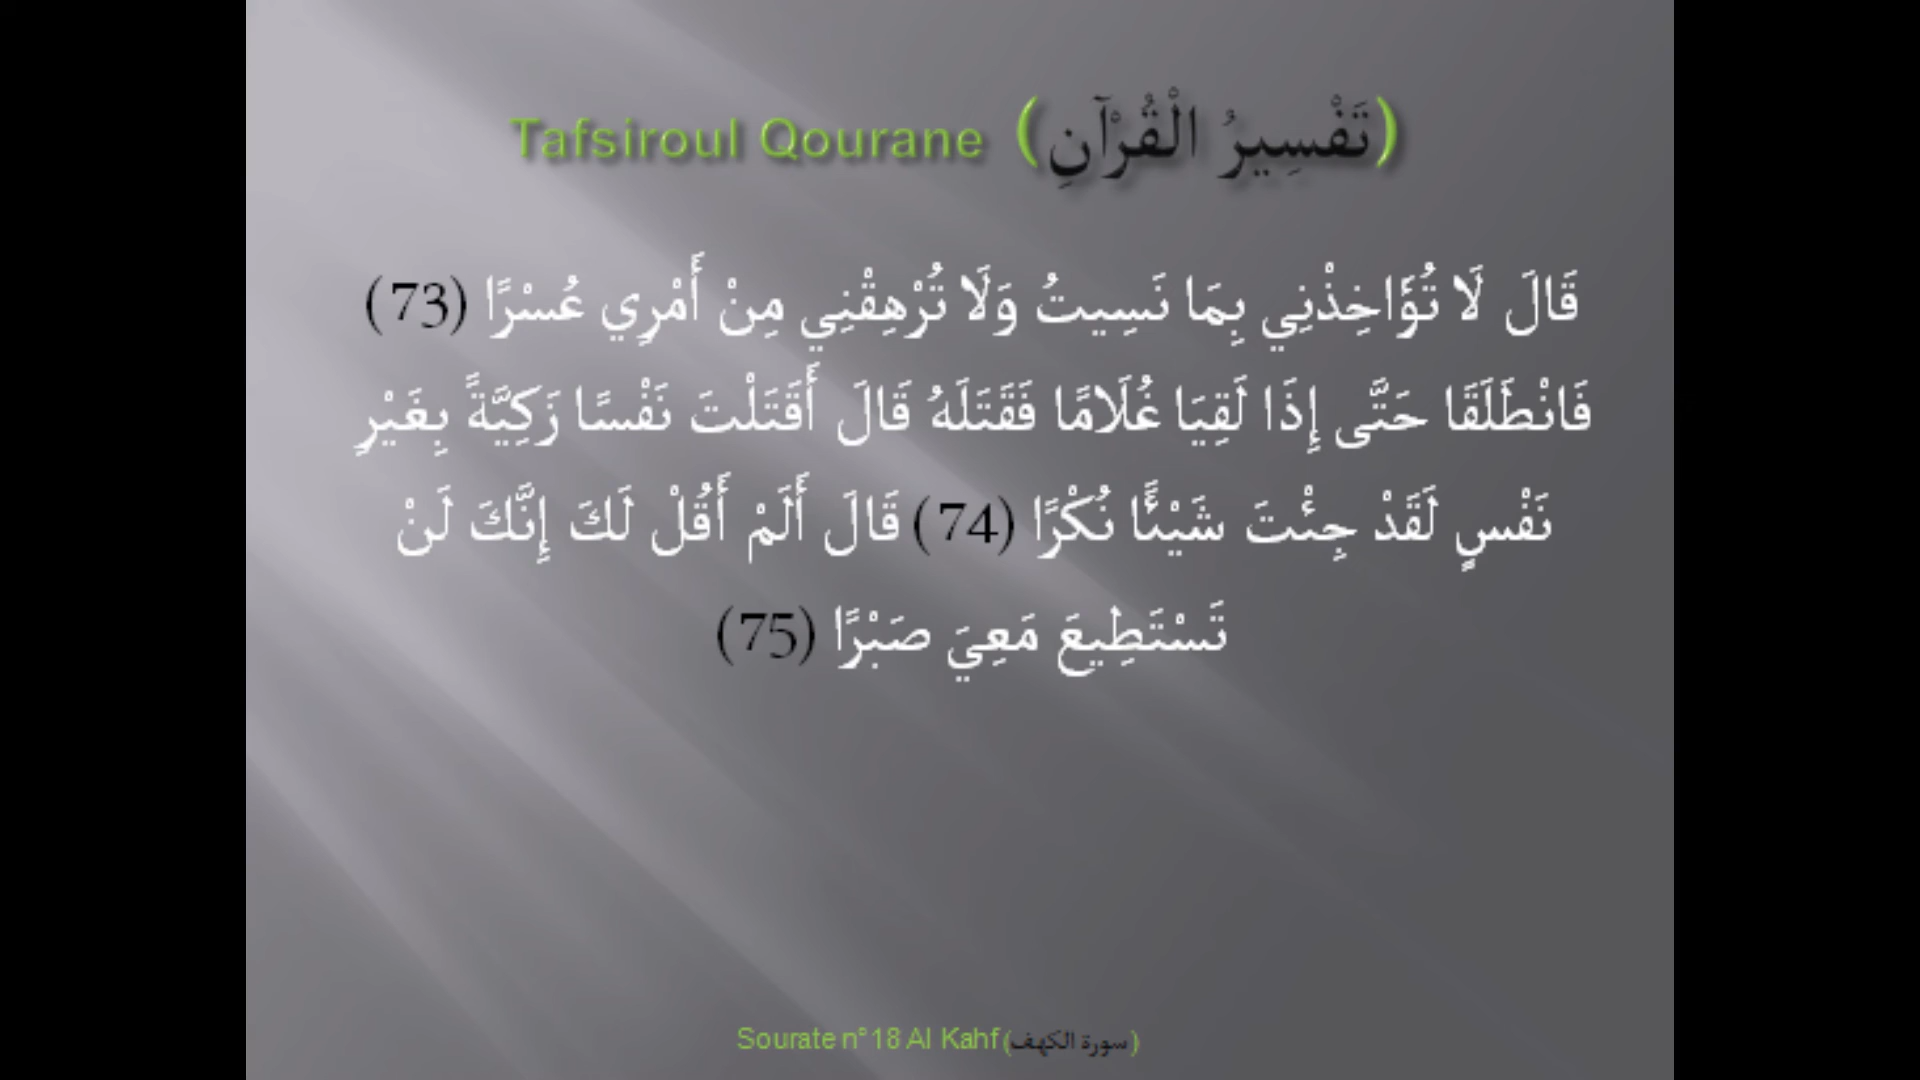 Tafsiroul Qourane (تَفْسِيرُ الْقُرْآنِ)
قَالَ لَا تُؤَاخِذْنِي بِمَا نَسِيتُ وَلَا تُرْهِقْنِي مِنْ أَمْرِي عُسْرًا (73)
فَانْطَلَقَا حَتَّى إِذَا لَقِيَا غُلَامًا فَقَتَلَهُ قَالَ أَقَتَلْتَ نَفْسًا زَكِيَّةً بِغَيْرِ
نَفْسٍ لَقَدْ جِئْتَ شَيْئًا نُكْرًا (74) قَالَ أَلَمْ أَقُلْ لَكَ إِنَّكَ لَنْ
تَسْتَطِيعَ مَعِيَ صَبْرًا (75)
Sourate n°18 Al Kahf (سورة الكهف)